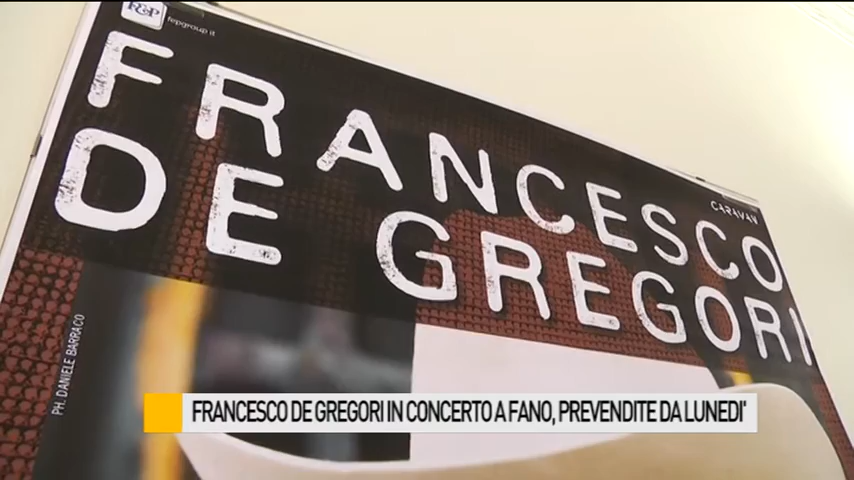 fepgroup.it
FRANCESCO
DE GREGORI
CARAVAN
PH. DANIELE BARRACO
FRANCESCO DE GREGORI IN CONCERTO A FANO, PREVENDITE DA LUNEDI'